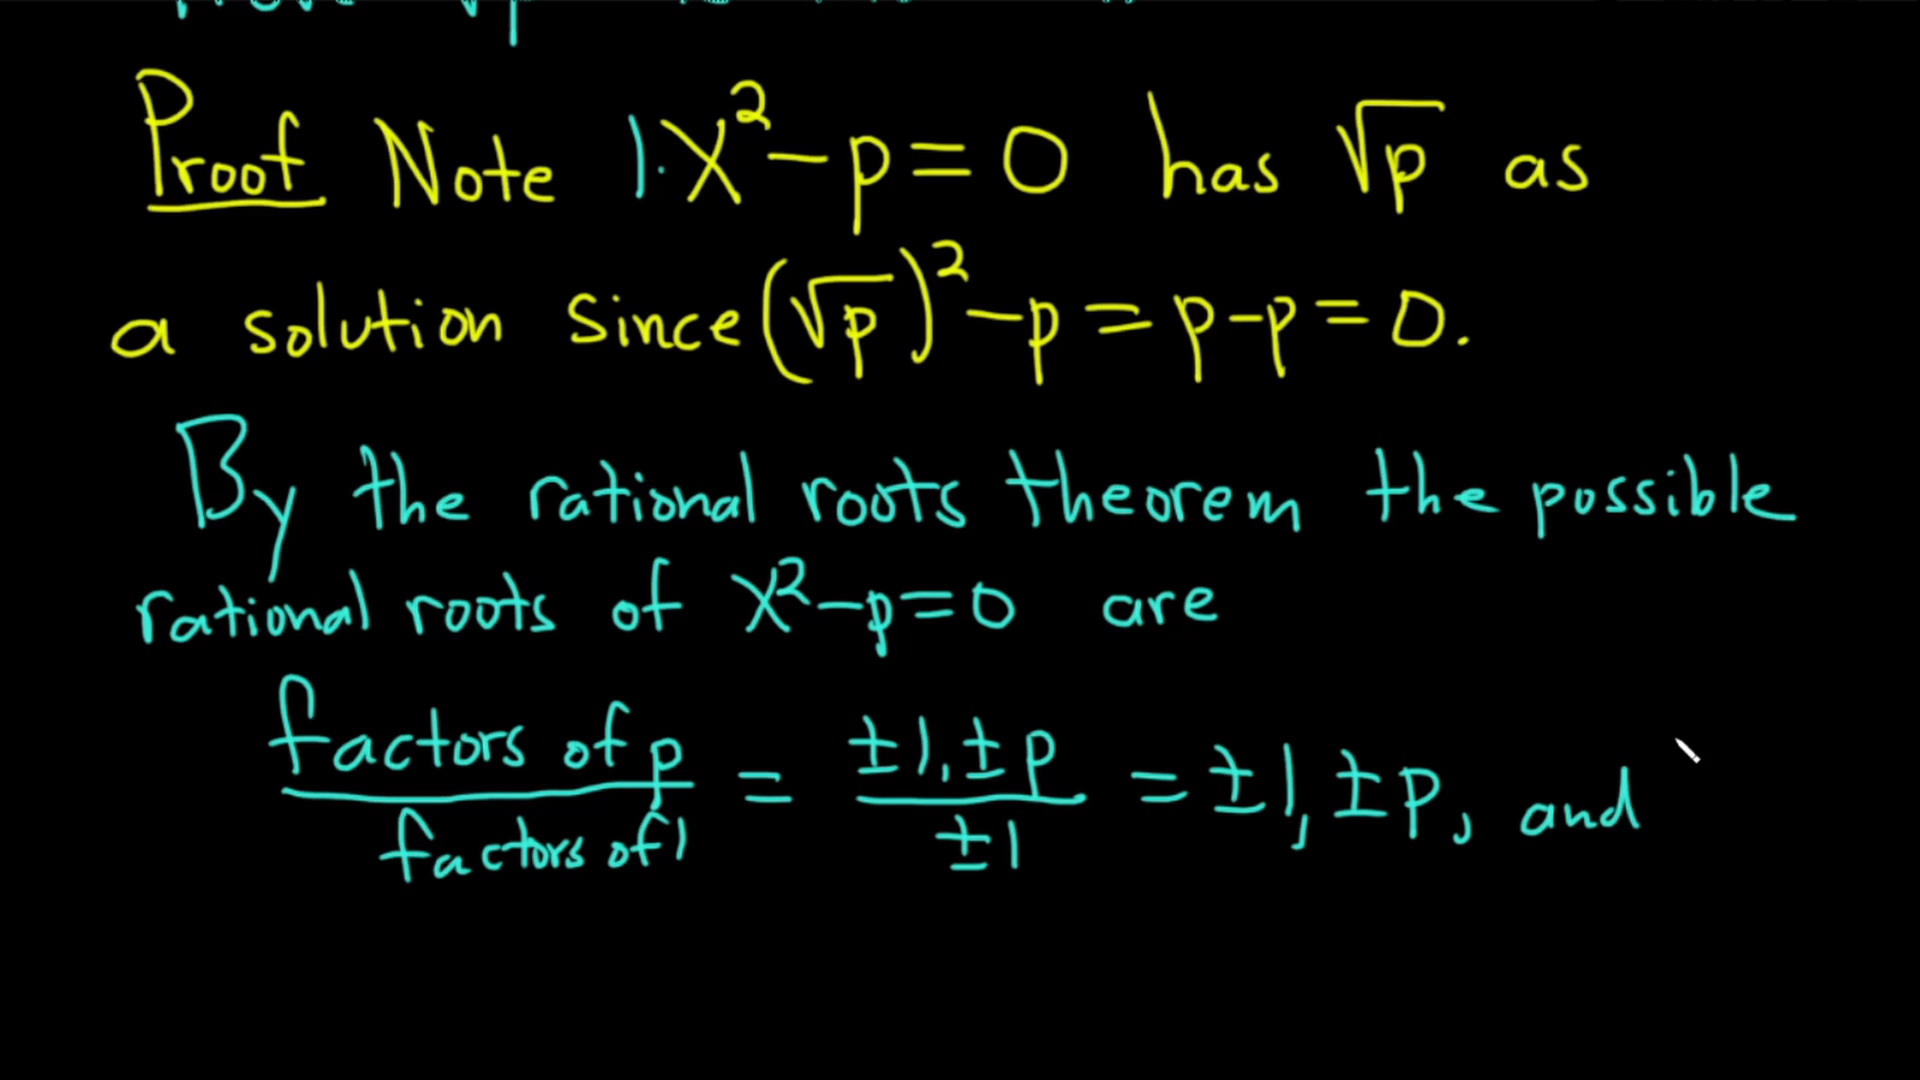 Proof Note 1·x²-p=0 has √p as
a solution since (√p)²-p=p-p=0.
By the rational roots theorem the possible
rational roots of x²-p=0 are
factors of p / factors of 1 = ±1, ±p / ±1 = ±1, ±p, and